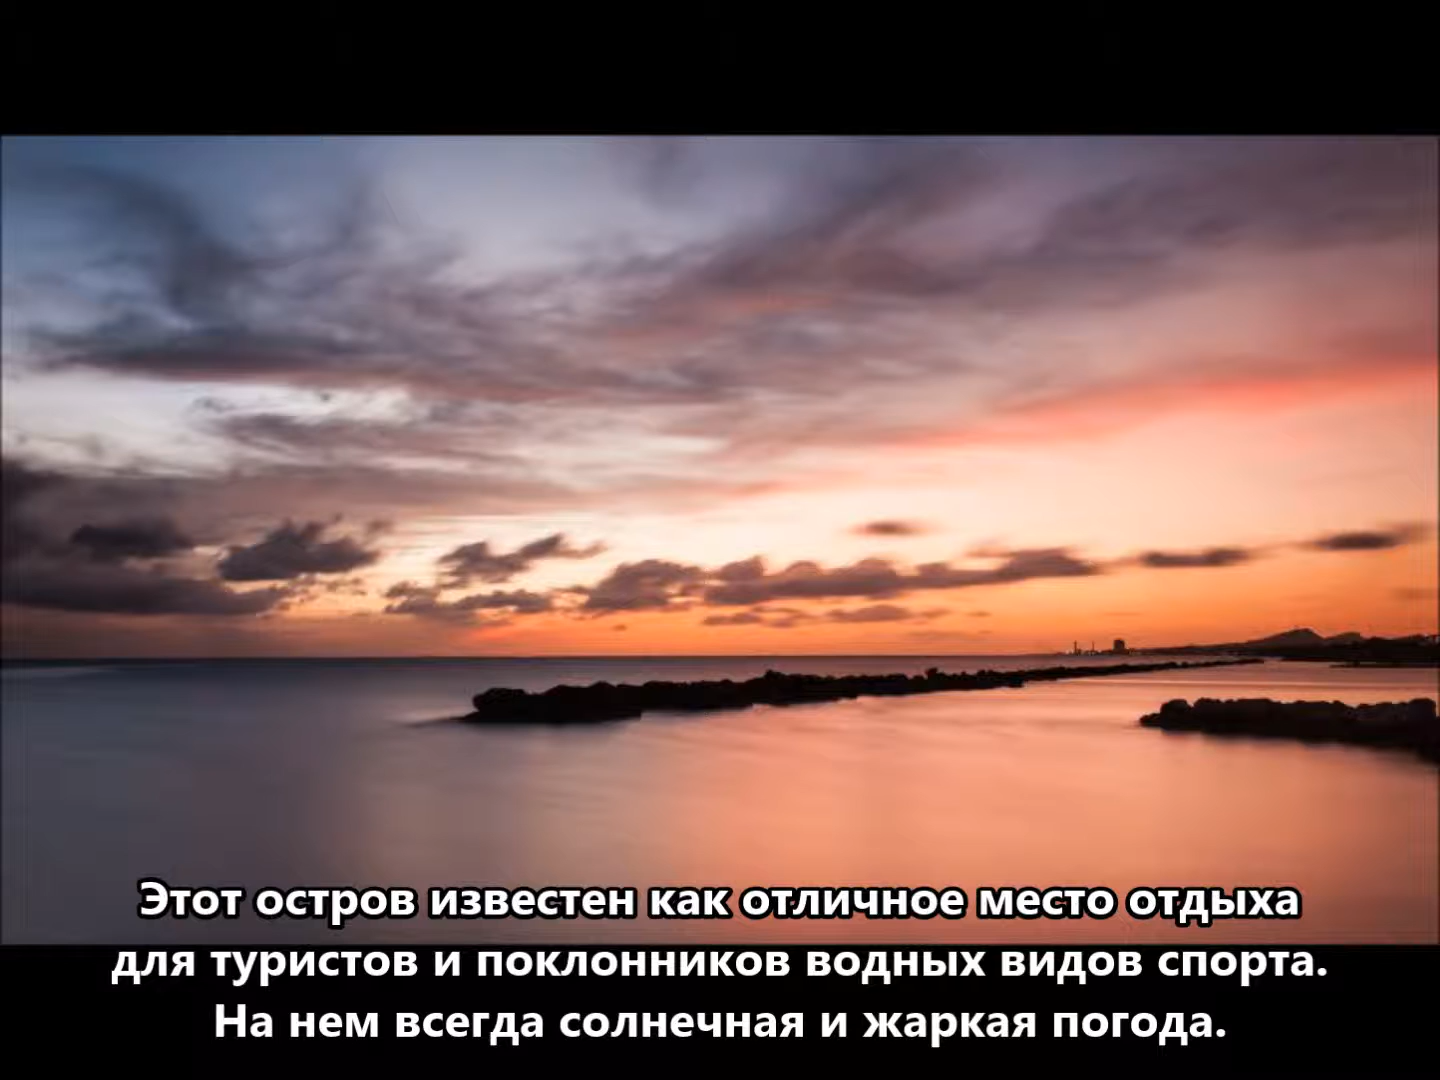 Этот остров известен как отличное место отдыха
для туристов и поклонников водных видов спорта.
На нем всегда солнечная и жаркая погода.